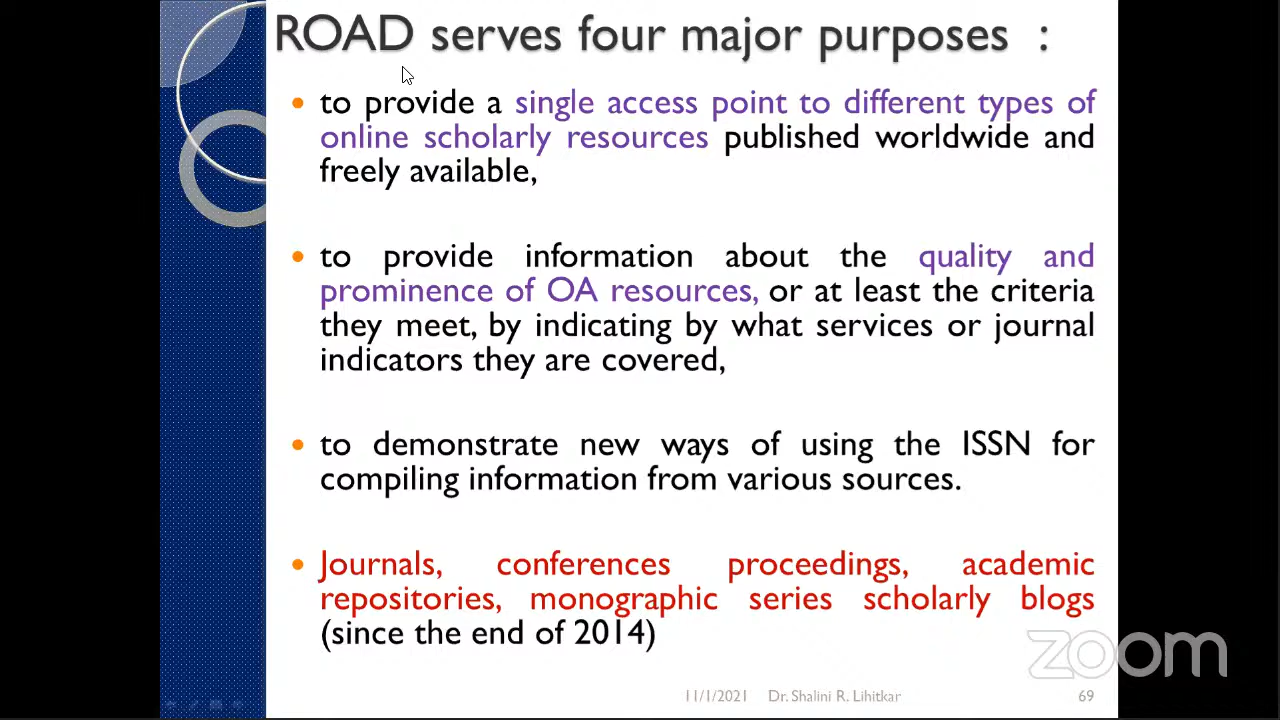 ROAD serves four major purposes :
• to provide a single access point to different types of
online scholarly resources published worldwide and
freely available,
• to provide information about the quality and
prominence of OA resources, or at least the criteria
they meet, by indicating by what services or journal
indicators they are covered,
• to demonstrate new ways of using the ISSN for
compiling information from various sources.
• Journals, conferences proceedings, academic
repositories, monographic series scholarly blogs
(since the end of 2014)
zoom
11/1/2021 Dr. Shalini R. Lihitkar 69